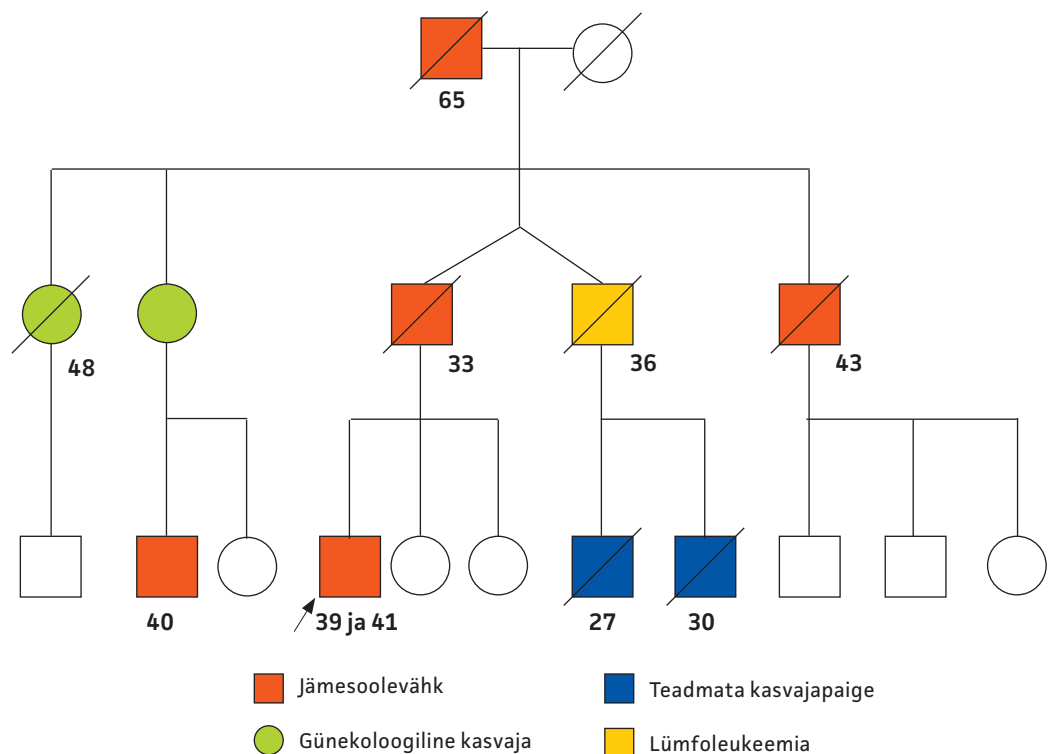 65
48
33
36
43
40
39 ja 41
27
30
Jämesoolevähk
Teadmata kasvajapaige
Günekoloogiline kasvaja
Lümfoleukeemia